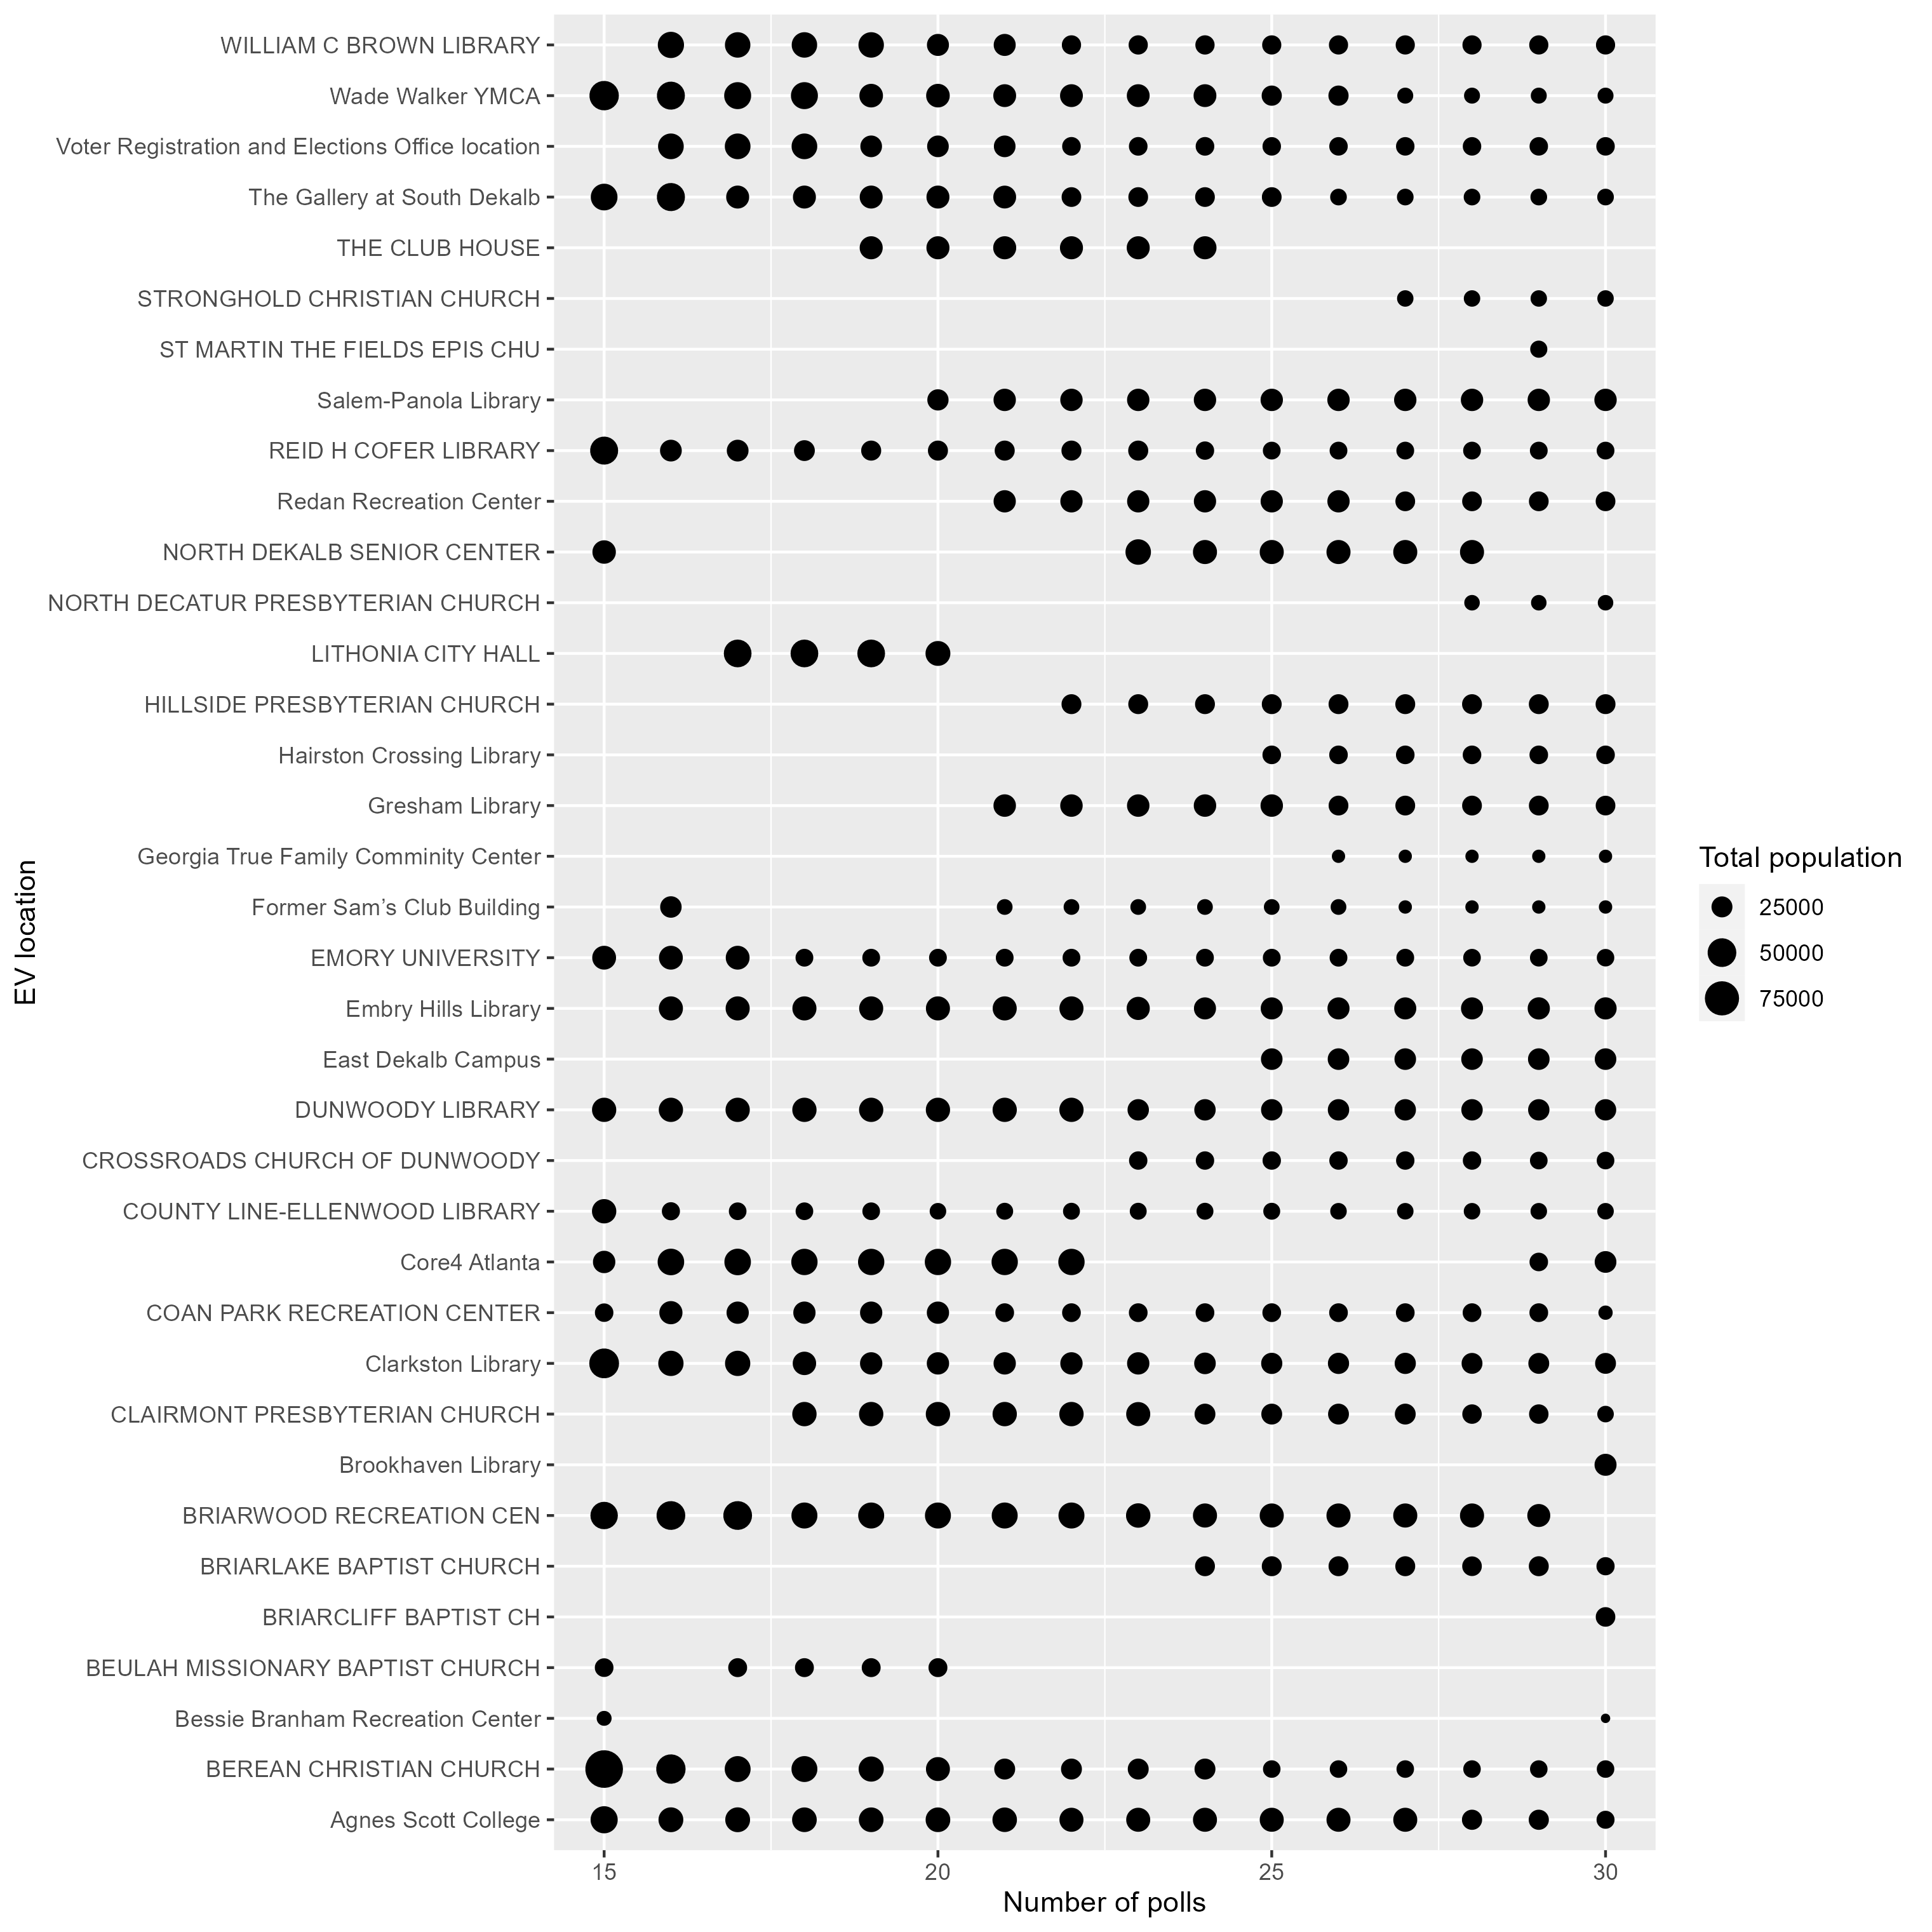 WILLIAM C BROWN LIBRARY
Wade Walker YMCA
Voter Registration and Elections Office location
The Gallery at South Dekalb
THE CLUB HOUSE
STRONGHOLD CHRISTIAN CHURCH
ST MARTIN THE FIELDS EPIS CHU
Salem-Panola Library
REID H COFER LIBRARY
Redan Recreation Center
NORTH DEKALB SENIOR CENTER
NORTH DECATUR PRESBYTERIAN CHURCH
LITHONIA CITY HALL
HILLSIDE PRESBYTERIAN CHURCH
Hairston Crossing Library
Gresham Library
Georgia True Family Comminity Center
Former Sam’s Club Building
EMORY UNIVERSITY
Embry Hills Library
East Dekalb Campus
DUNWOODY LIBRARY
CROSSROADS CHURCH OF DUNWOODY
COUNTY LINE-ELLENWOOD LIBRARY
Core4 Atlanta
COAN PARK RECREATION CENTER
Clarkston Library
CLAIRMONT PRESBYTERIAN CHURCH
Brookhaven Library
BRIARWOOD RECREATION CEN
BRIARLAKE BAPTIST CHURCH
BRIARCLIFF BAPTIST CH
BEULAH MISSIONARY BAPTIST CHURCH
Bessie Branham Recreation Center
BEREAN CHRISTIAN CHURCH
Agnes Scott College
EV location
15 20 25 30
Number of polls
Total population
25000
50000
75000